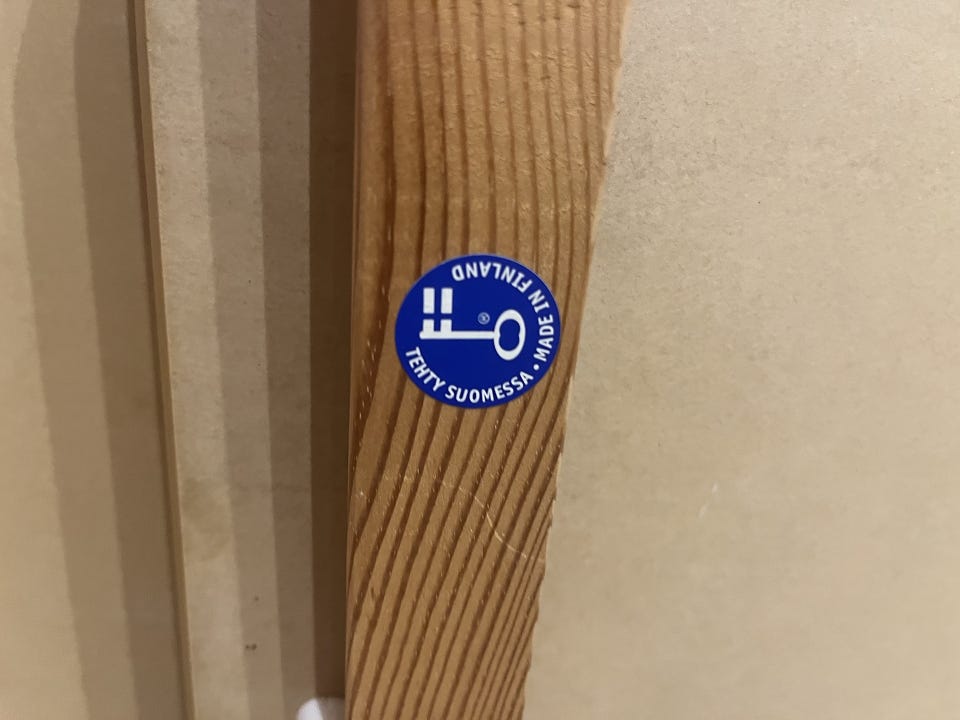 TEHTY SUOMESSA • MADE IN FINLAND
®